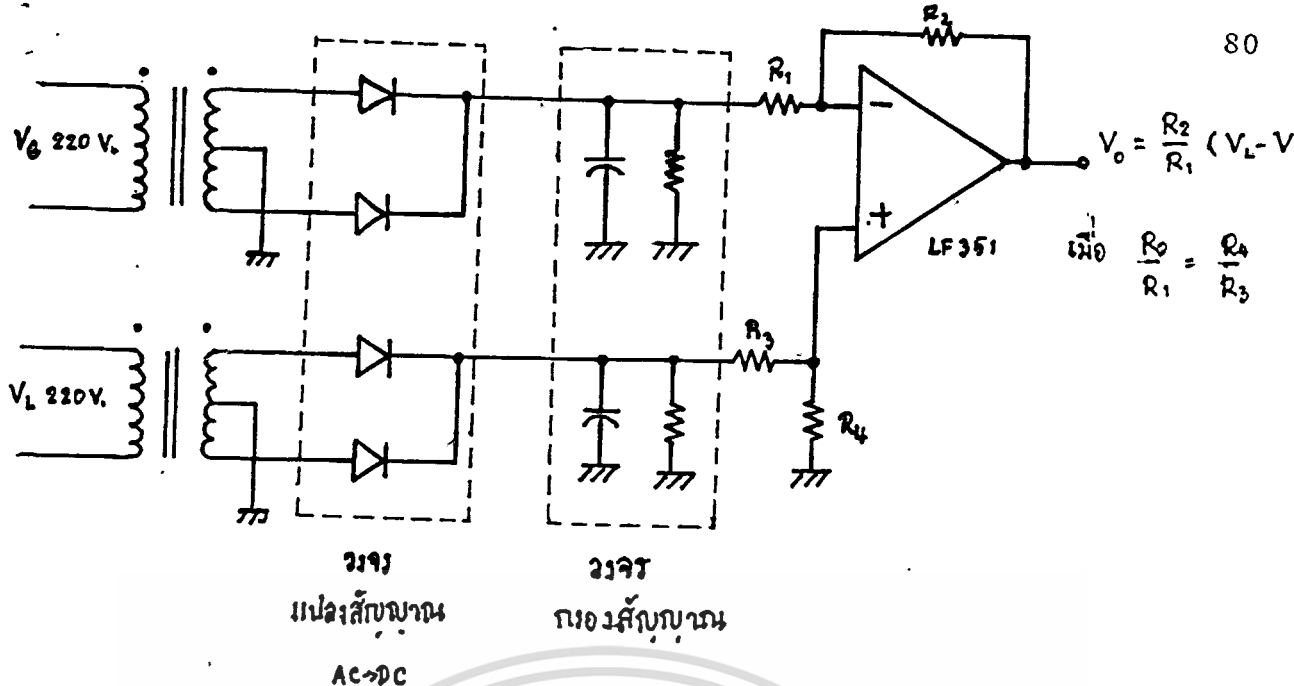 80
R₂
R₁
V_G 220 V.
V₀ = R₂/R₁ (V_L - V
LF351
เมื่อ R₂/R₁ = R₄/R₃
R₃
V_L 220 V.
R₄
วงจร
แปลงสัญญาณ
AC→DC
วงจร
กรองสัญญาณ